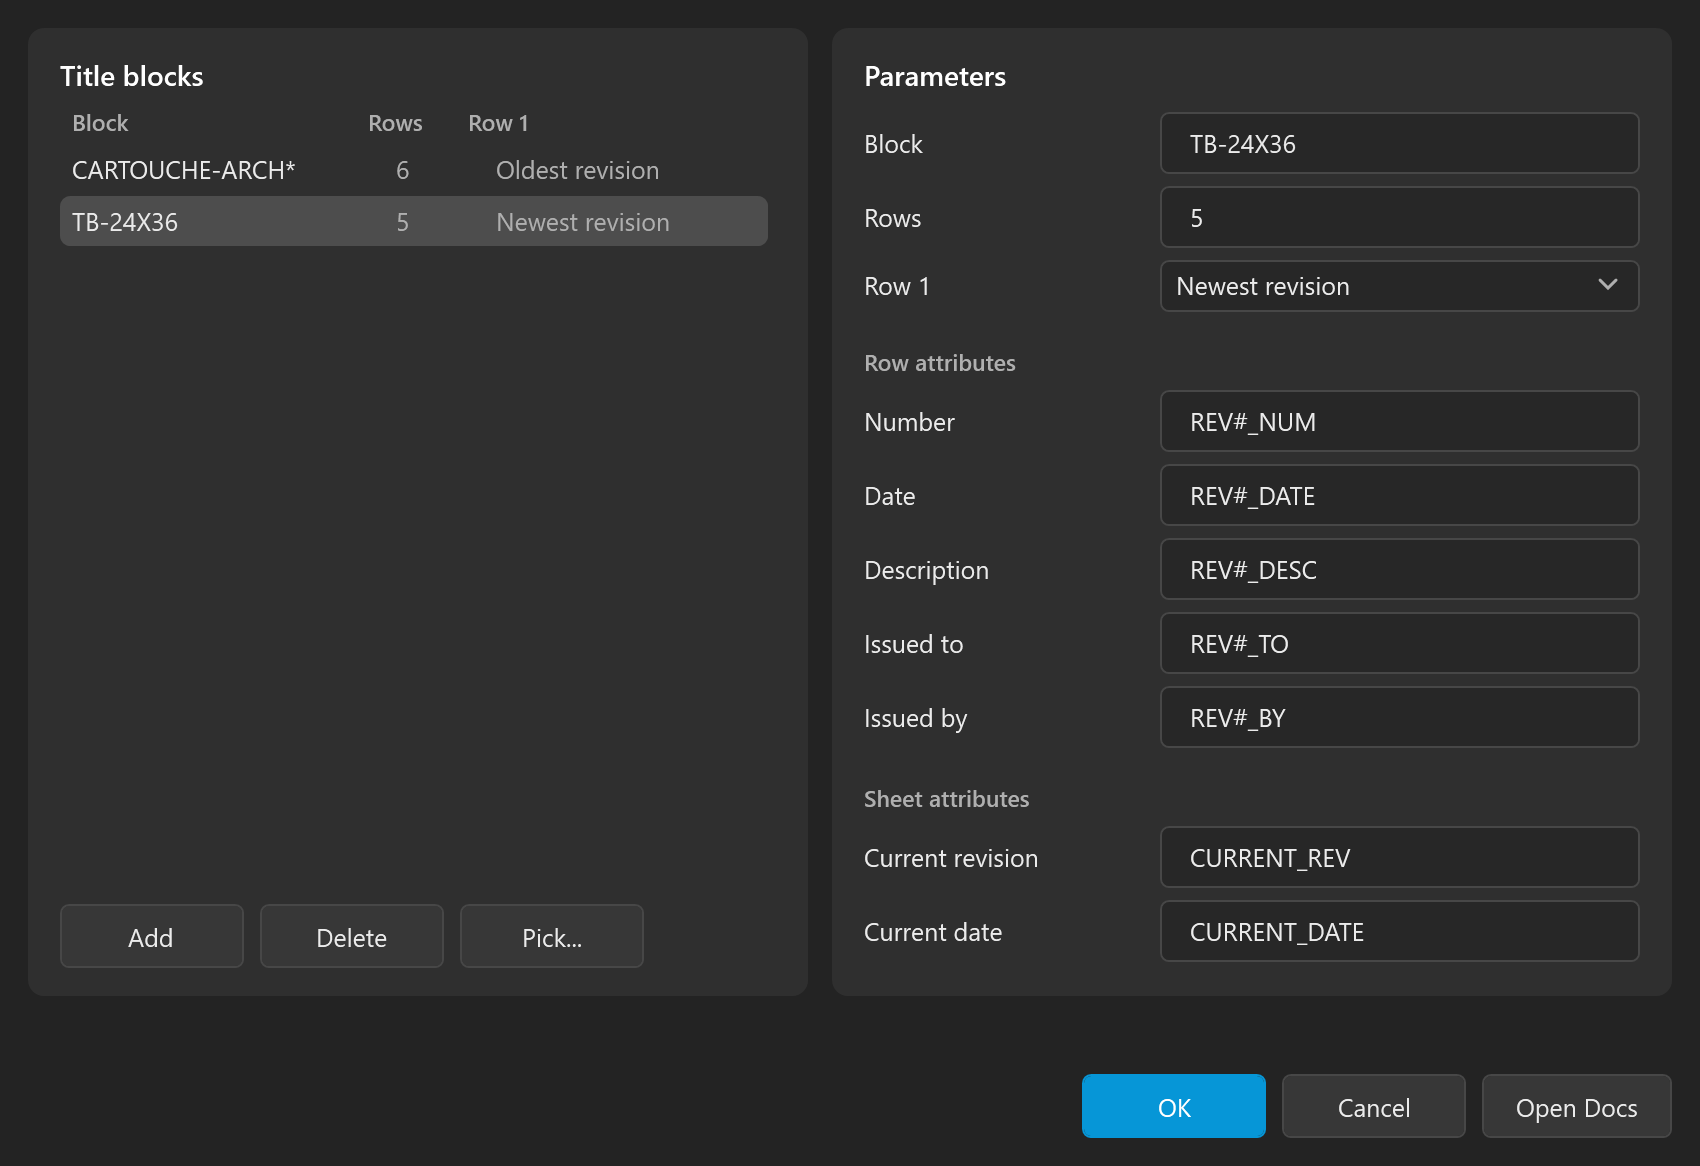 Title blocks
Block Rows Row 1
CARTOUCHE-ARCH* 6 Oldest revision
TB-24X36 5 Newest revision
Add Delete Pick...
Parameters
Block TB-24X36
Rows 5
Row 1 Newest revision
Row attributes
Number REV#_NUM
Date REV#_DATE
Description REV#_DESC
Issued to REV#_TO
Issued by REV#_BY
Sheet attributes
Current revision CURRENT_REV
Current date CURRENT_DATE
OK Cancel Open Docs